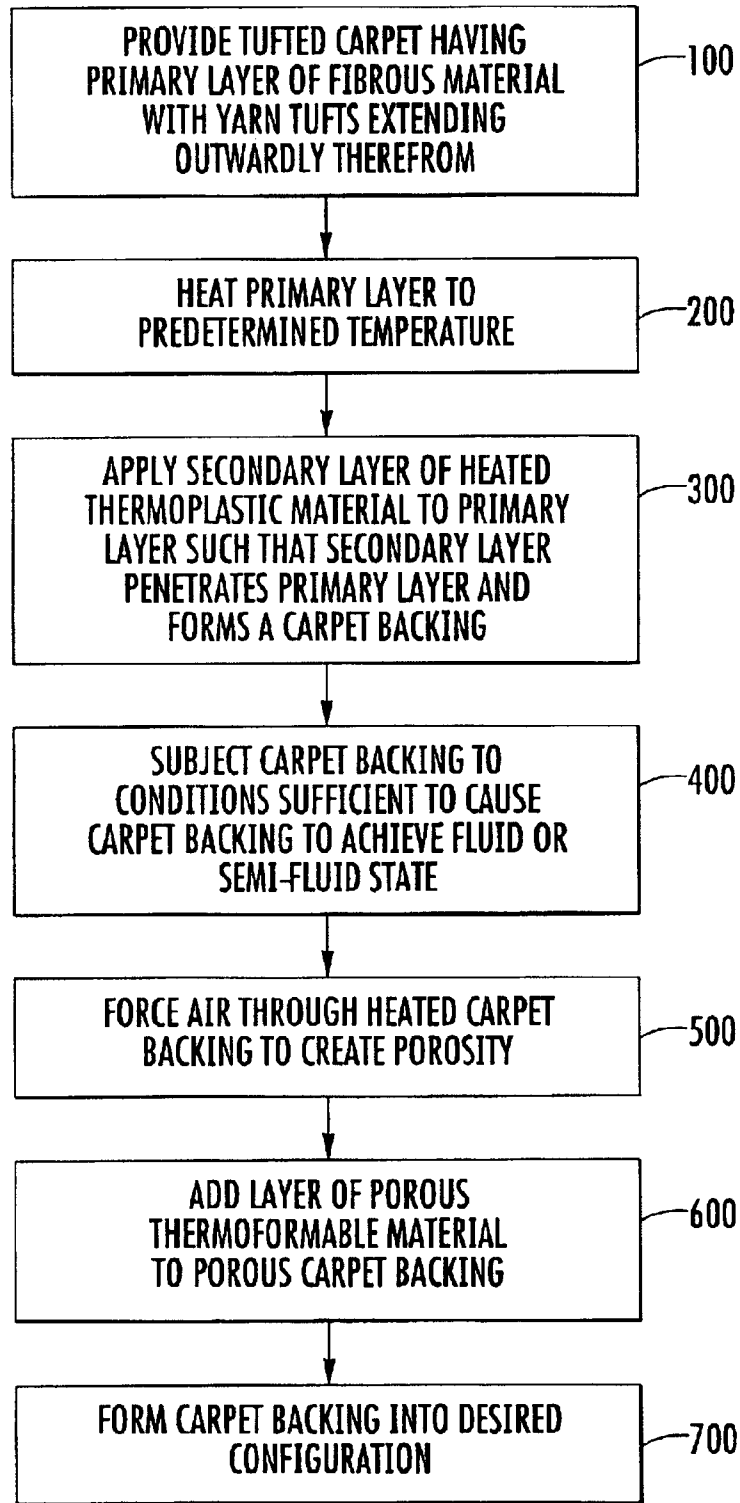 PROVIDE TUFTED CARPET HAVING
PRIMARY LAYER OF FIBROUS MATERIAL
WITH YARN TUFTS EXTENDING
OUTWARDLY THEREFROM
100
HEAT PRIMARY LAYER TO
PREDETERMINED TEMPERATURE
200
APPLY SECONDARY LAYER OF HEATED
THERMOPLASTIC MATERIAL TO PRIMARY
LAYER SUCH THAT SECONDARY LAYER
PENETRATES PRIMARY LAYER AND
FORMS A CARPET BACKING
300
SUBJECT CARPET BACKING TO
CONDITIONS SUFFICIENT TO CAUSE
CARPET BACKING TO ACHIEVE FLUID OR
SEMI-FLUID STATE
400
FORCE AIR THROUGH HEATED CARPET
BACKING TO CREATE POROSITY
500
ADD LAYER OF POROUS
THERMOFORMABLE MATERIAL
TO POROUS CARPET BACKING
600
FORM CARPET BACKING INTO DESIRED
CONFIGURATION
700